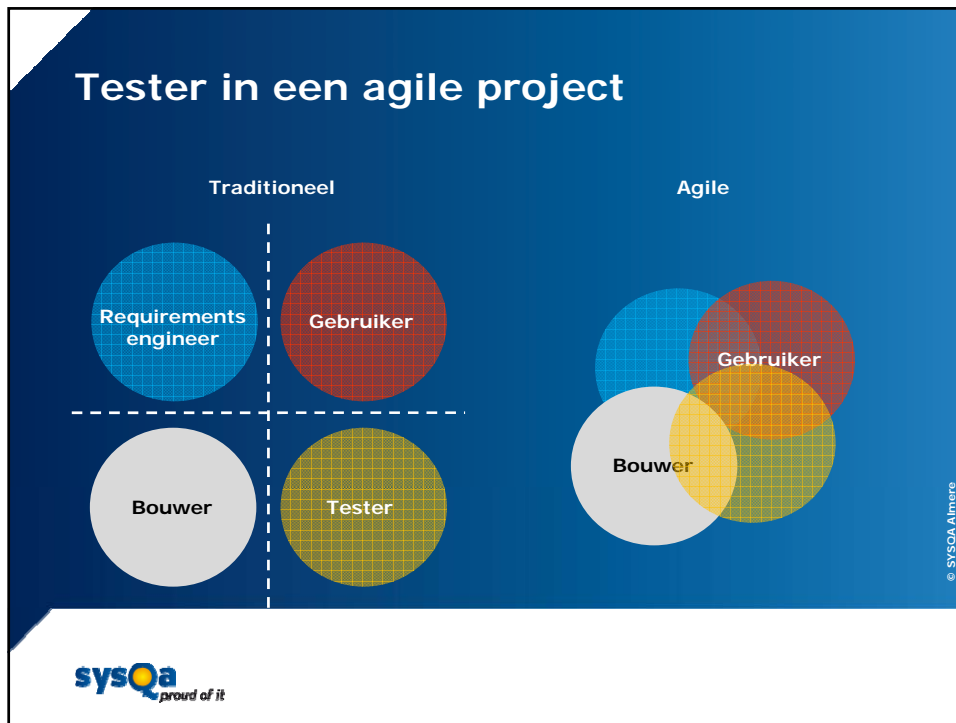 Tester in een agile project
Traditioneel
Agile
Requirements
engineer
Gebruiker
Bouwer
Tester
Gebruiker
Bouwer
© SYSQA Almere
sysQa
proud of it